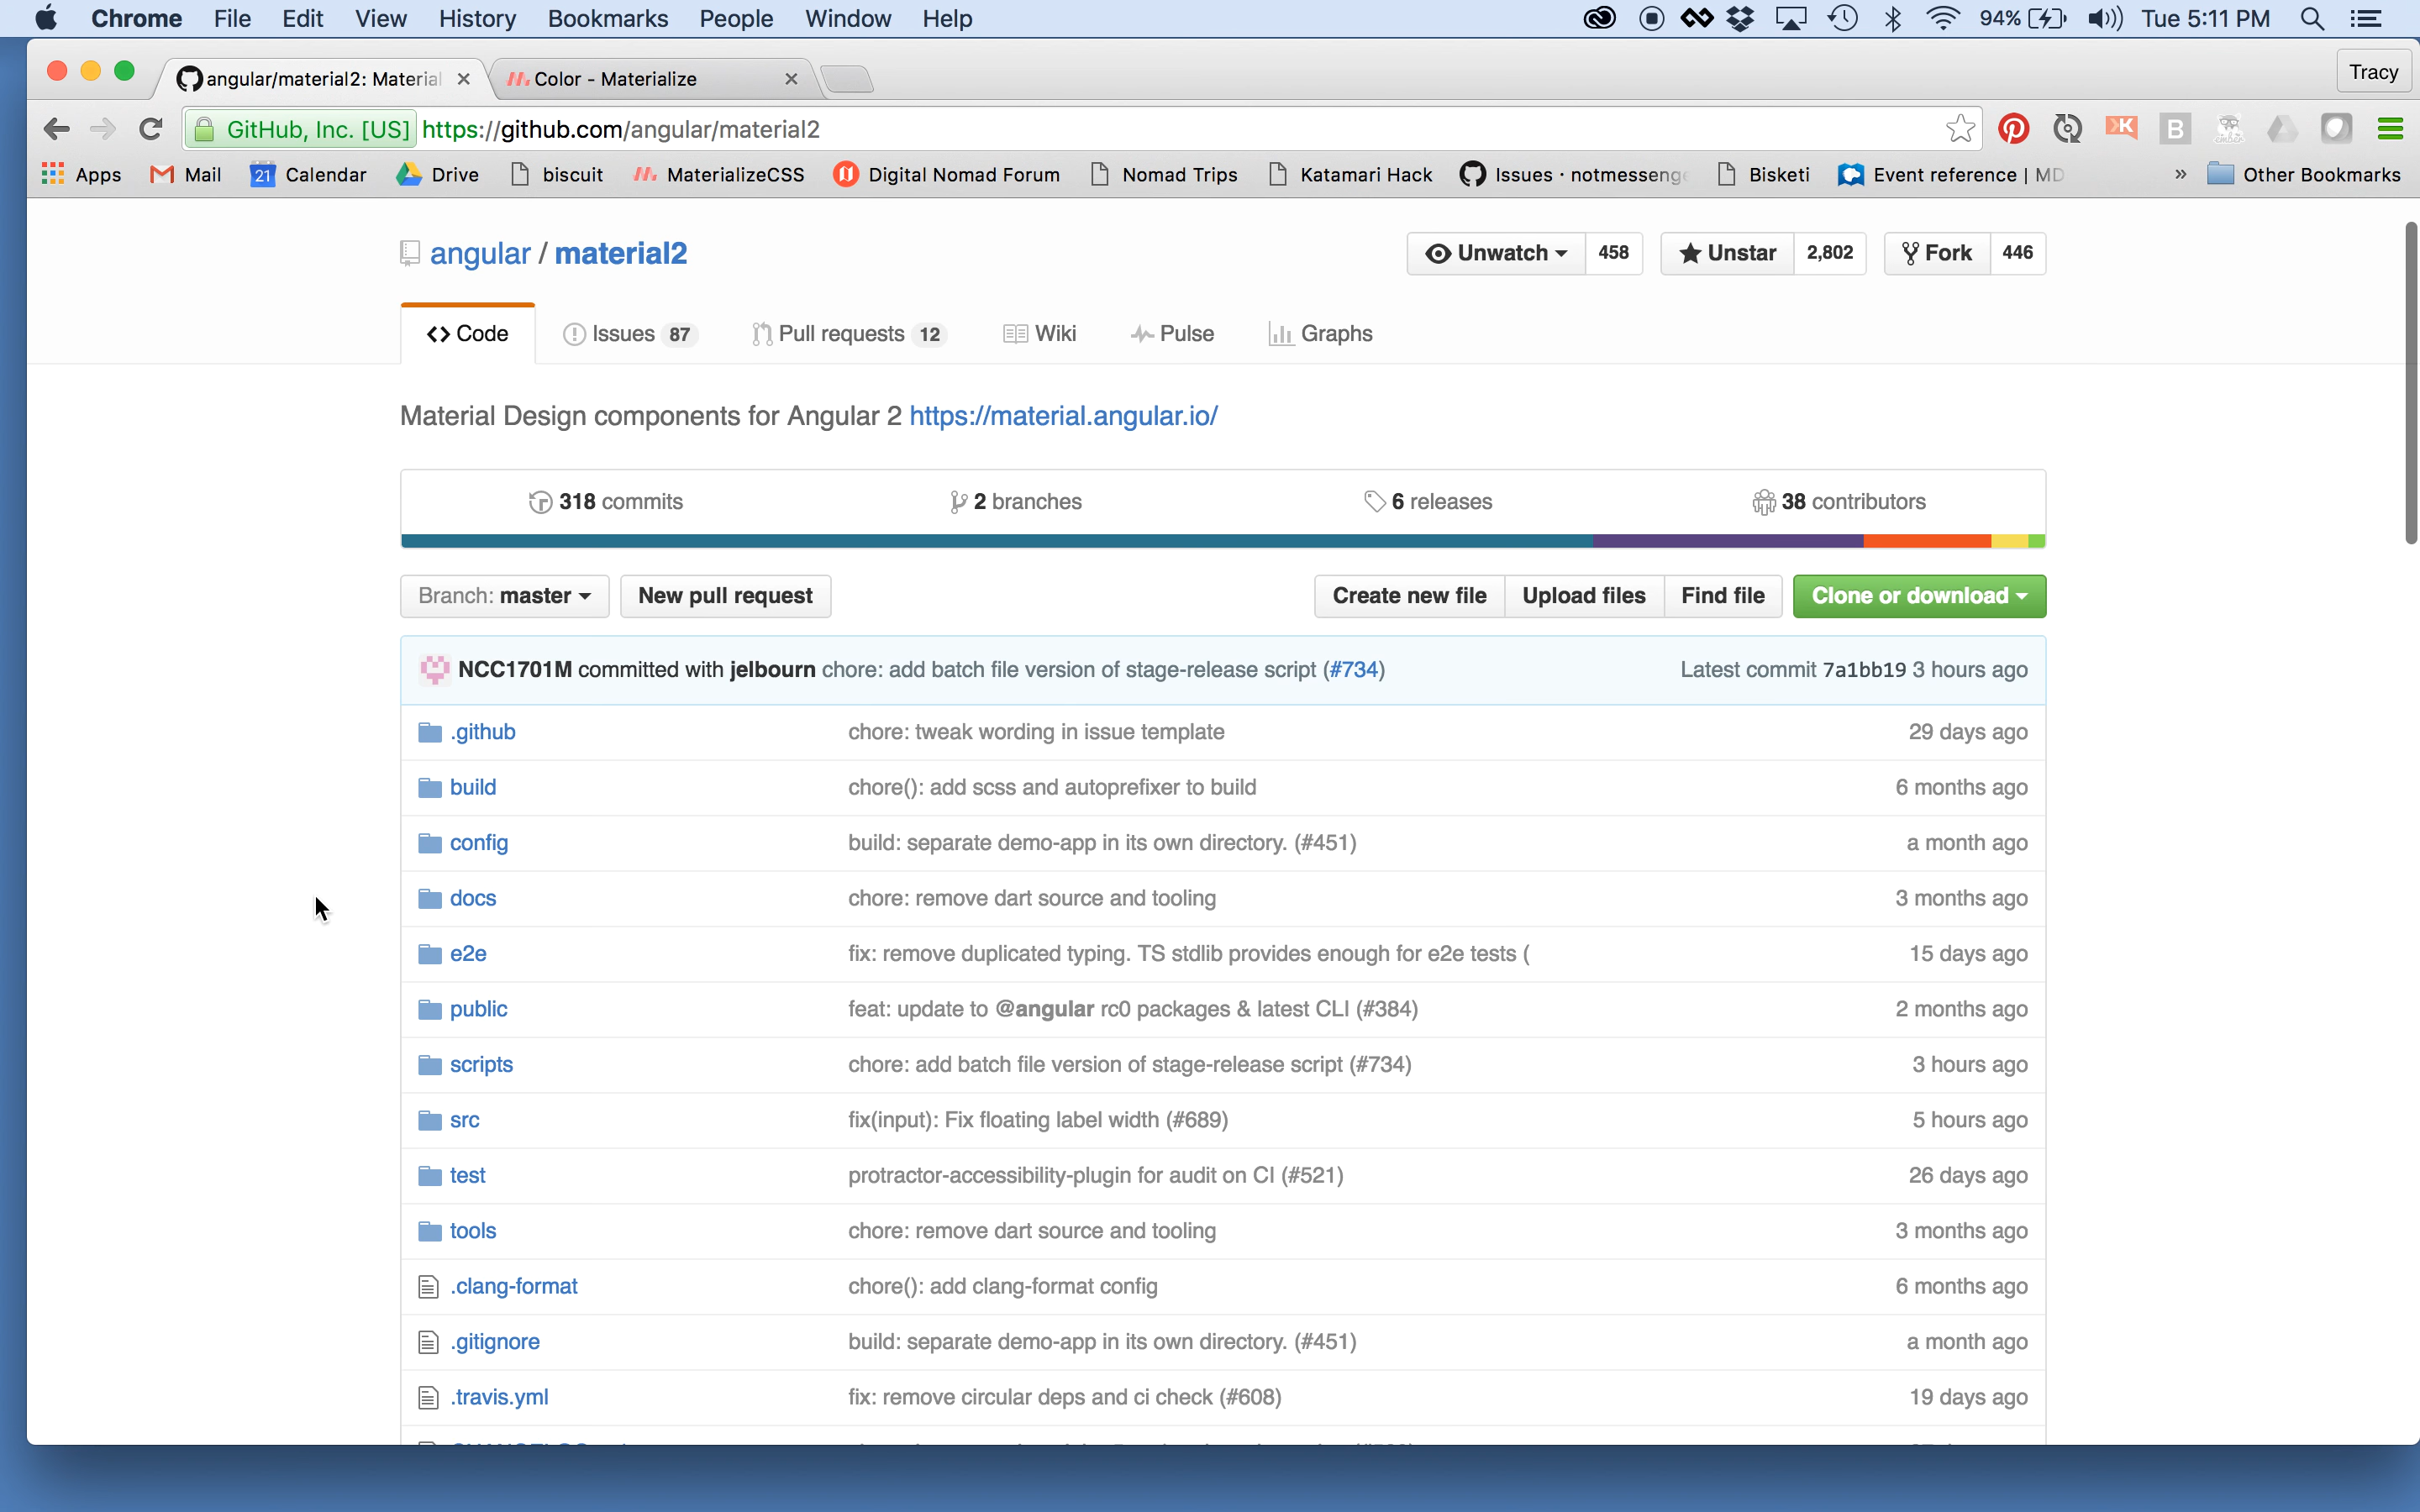 Chrome File Edit View History Bookmarks People Window Help 94% Tue 5:11 PM
angular/material2: Material Color - Materialize Tracy
GitHub, Inc. [US] https://github.com/angular/material2
Apps Mail 21 Calendar Drive biscuit MaterializeCSS Digital Nomad Forum Nomad Trips Katamari Hack Issues · notmessenge Bisketi Event reference | MD » Other Bookmarks
angular / material2 Unwatch 458 Unstar 2,802 Fork 446
Code Issues 87 Pull requests 12 Wiki Pulse Graphs
Material Design components for Angular 2 https://material.angular.io/
318 commits 2 branches 6 releases 38 contributors
Branch: master New pull request Create new file Upload files Find file Clone or download
NCC1701M committed with jelbourn chore: add batch file version of stage-release script (#734) Latest commit 7a1bb19 3 hours ago
.github chore: tweak wording in issue template 29 days ago
build chore(): add scss and autoprefixer to build 6 months ago
config build: separate demo-app in its own directory. (#451) a month ago
docs chore: remove dart source and tooling 3 months ago
e2e fix: remove duplicated typing. TS stdlib provides enough for e2e tests ( 15 days ago
public feat: update to @angular rc0 packages & latest CLI (#384) 2 months ago
scripts chore: add batch file version of stage-release script (#734) 3 hours ago
src fix(input): Fix floating label width (#689) 5 hours ago
test protractor-accessibility-plugin for audit on CI (#521) 26 days ago
tools chore: remove dart source and tooling 3 months ago
.clang-format chore(): add clang-format config 6 months ago
.gitignore build: separate demo-app in its own directory. (#451) a month ago
.travis.yml fix: remove circular deps and ci check (#608) 19 days ago